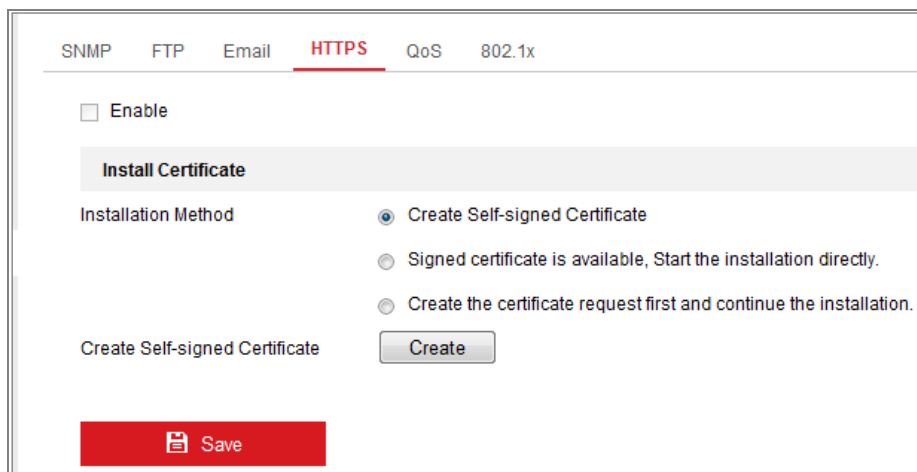 SNMP FTP Email HTTPS QoS 802.1x
Enable
Install Certificate
Installation Method Create Self-signed Certificate
Signed certificate is available, Start the installation directly.
Create the certificate request first and continue the installation.
Create Self-signed Certificate Create
Save